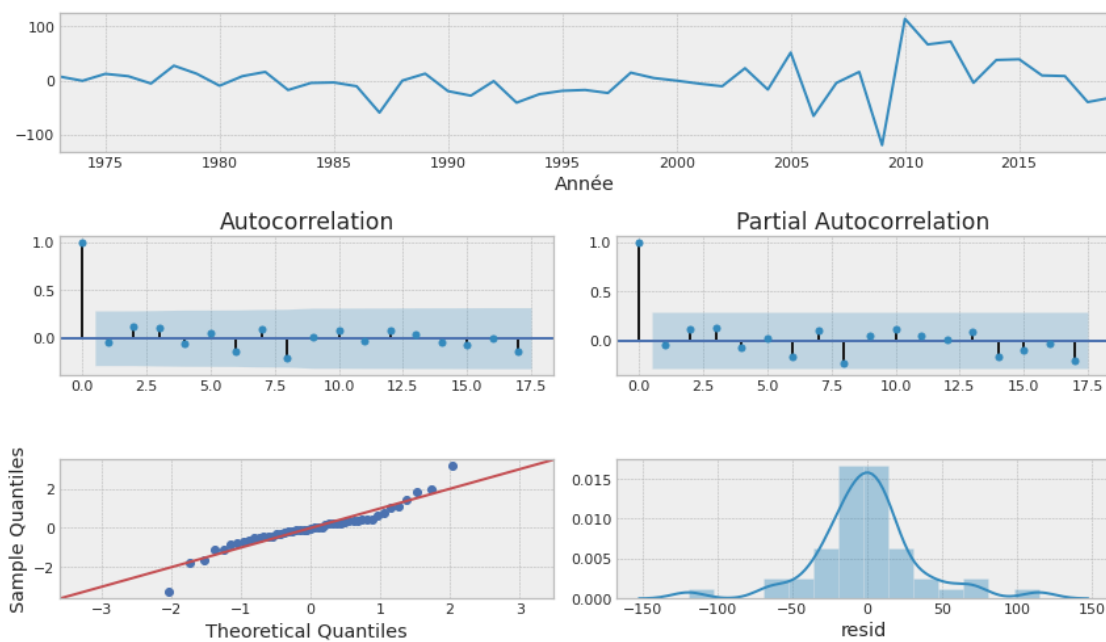 100
0
−100
1975 1980 1985 1990 1995 2000 2005 2010 2015
Année
Autocorrelation
1.0
0.5
0.0
0.0 2.5 5.0 7.5 10.0 12.5 15.0 17.5
Partial Autocorrelation
1.0
0.5
0.0
0.0 2.5 5.0 7.5 10.0 12.5 15.0 17.5
Sample Quantiles
2
0
−2
−3 −2 −1 0 1 2 3
Theoretical Quantiles
0.015
0.010
0.005
0.000
−150 −100 −50 0 50 100 150
resid